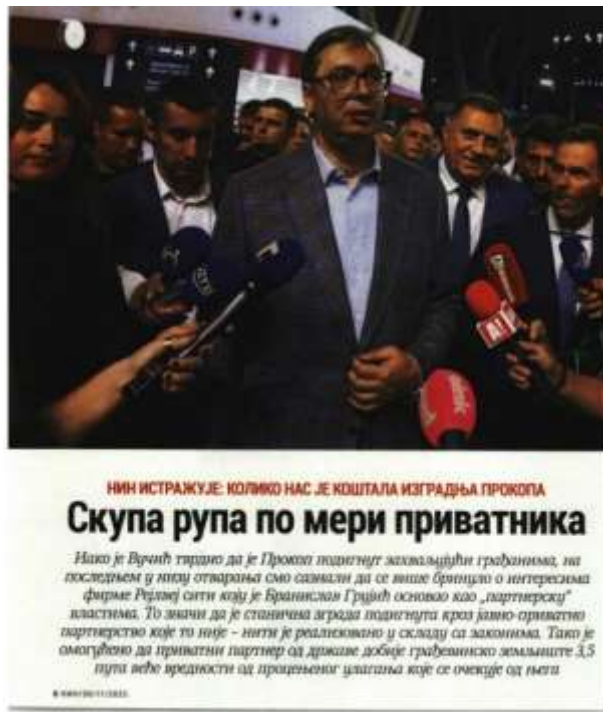 НИН ИСТРАЖУЈЕ: КОЛИКО НАС ЈЕ КОШТАЛА ИЗГРАДЊА ПРОКОПА
Скупа рупа по мери приватника
Иако је Вучић тврдио да је Прокоп подигнут захваљујући грађанима, на
последњем у низу отварања смо сазнали да се више бринуло о интересима
фирме Рејлвеј сити коју је Бранислав Грујић основао као „партнерску“
властима. То значи да је станична зграда подигнута кроз јавно-приватно
партнерство које то није – нити је реализовано у складу са законима. Тако је
омогућено да приватни партнер од државе добије грађевинско земљиште 3,5
пута веће вредности од процењеног улагања које се очекује од њега